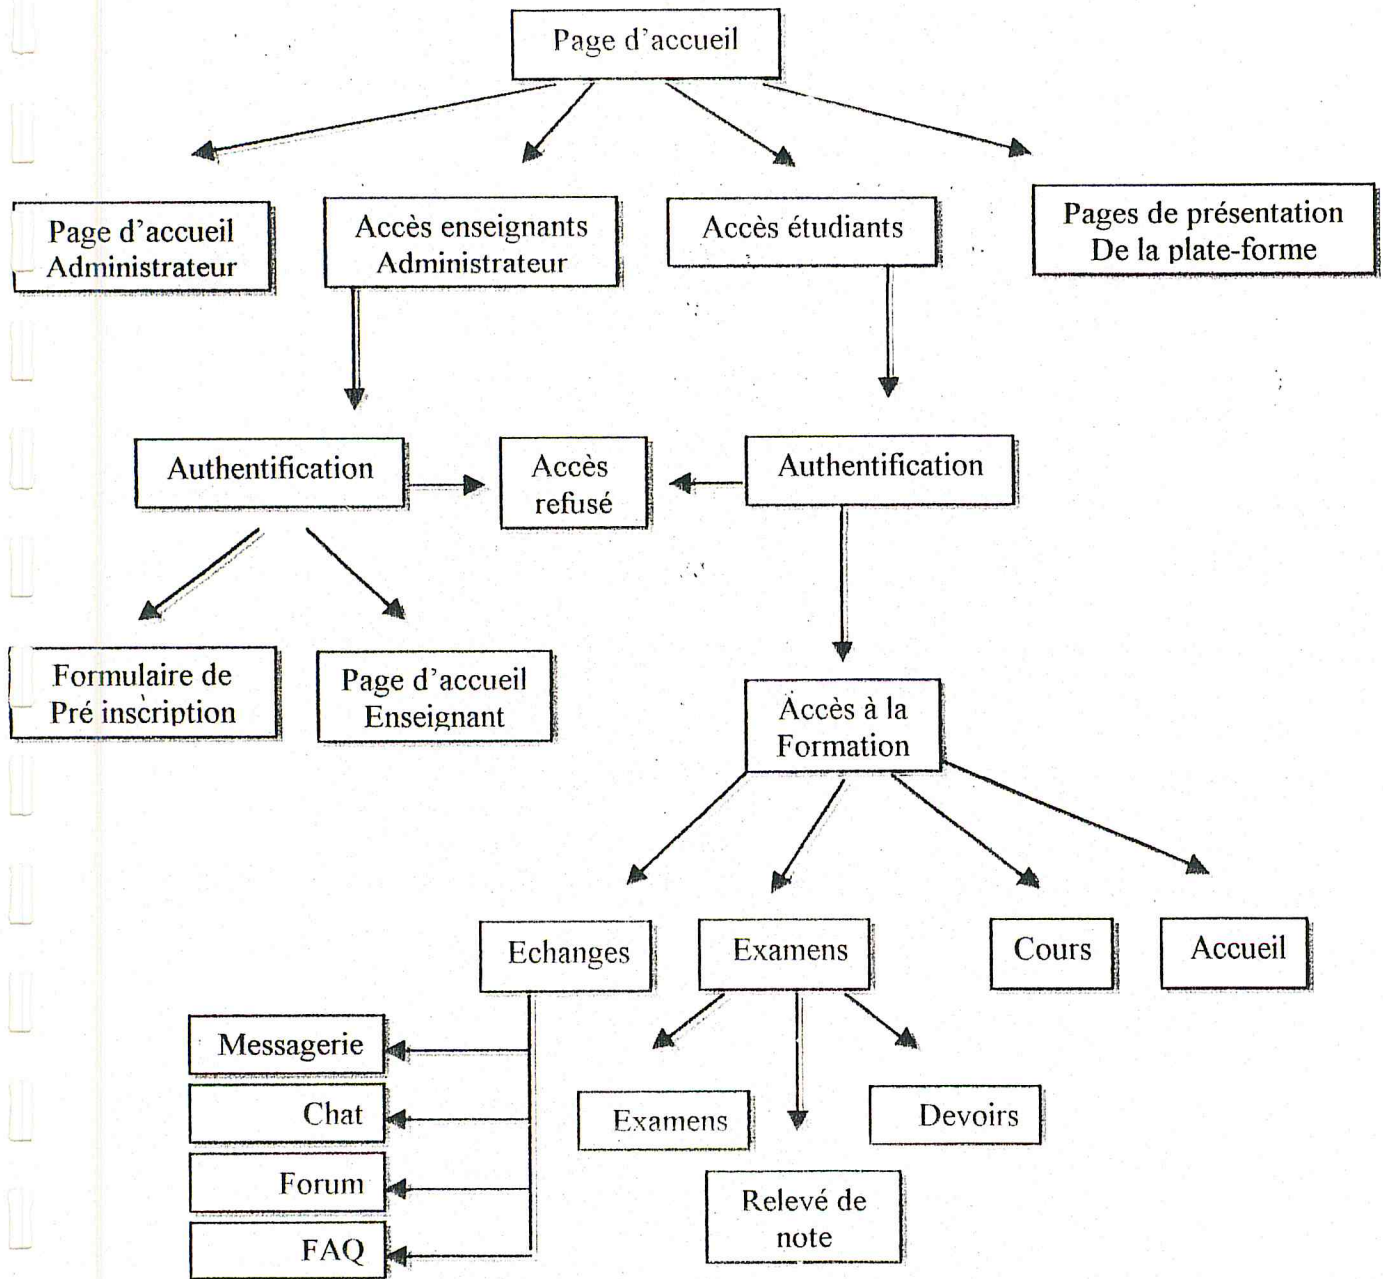 Page d'accueil
Page d'accueil
Administrateur
Accès enseignants
Administrateur
Accès étudiants
Pages de présentation
De la plate-forme
Authentification
Accès
refusé
Authentification
Formulaire de
Pré inscription
Page d'accueil
Enseignant
Accès à la
Formation
Echanges
Examens
Cours
Accueil
Messagerie
Chat
Forum
FAQ
Examens
Devoirs
Relevé de
note